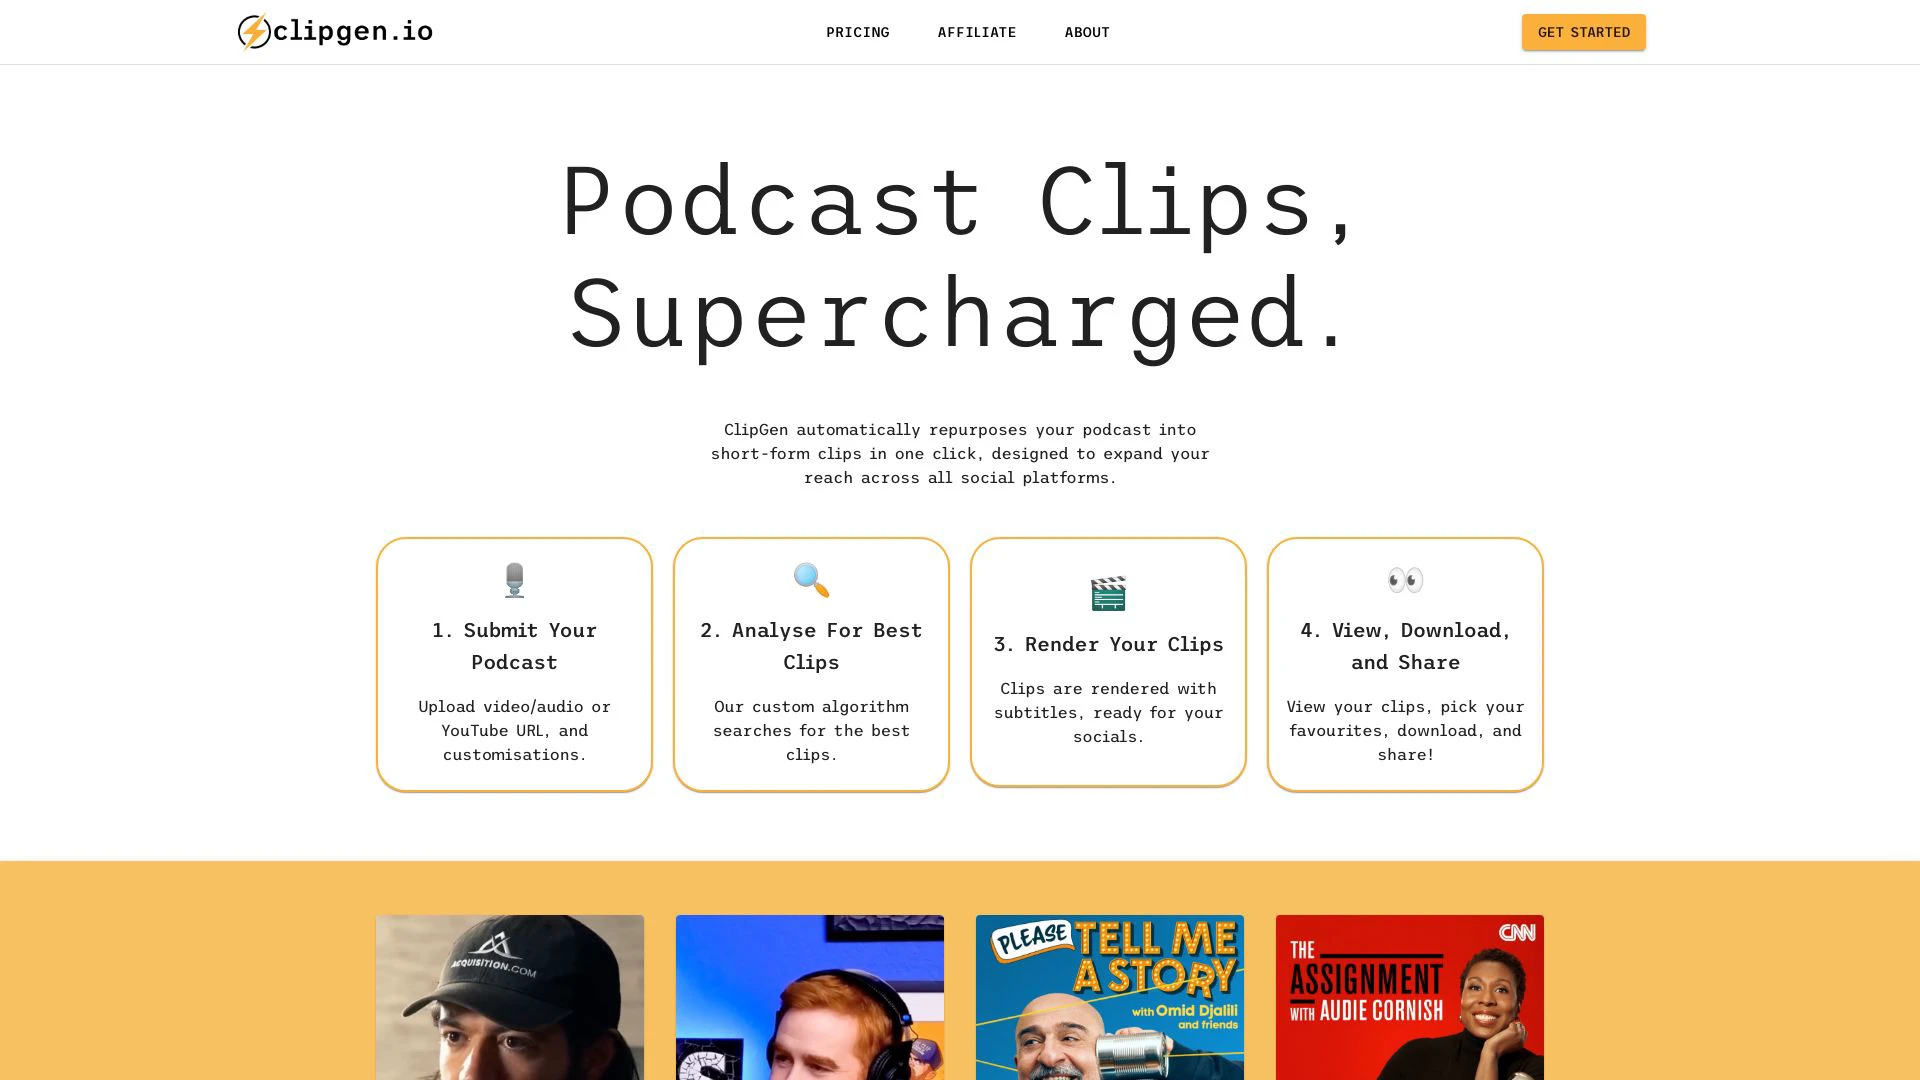 clipgen.io
PRICING
AFFILIATE
ABOUT
GET STARTED
Podcast Clips,
Supercharged.
ClipGen automatically repurposes your podcast into
short-form clips in one click, designed to expand your
reach across all social platforms.
1. Submit Your
Podcast
Upload video/audio or
YouTube URL, and
customisations.
2. Analyse For Best
Clips
Our custom algorithm
searches for the best
clips.
3. Render Your Clips
Clips are rendered with
subtitles, ready for your
socials.
4. View, Download,
and Share
View your clips, pick your
favourites, download, and
share!
ACQUISITION.COM
PLEASE TELL ME
A STORY
with Omid Djalili
and friends
CNN
THE
ASSIGNMENT
WITH AUDIE CORNISH